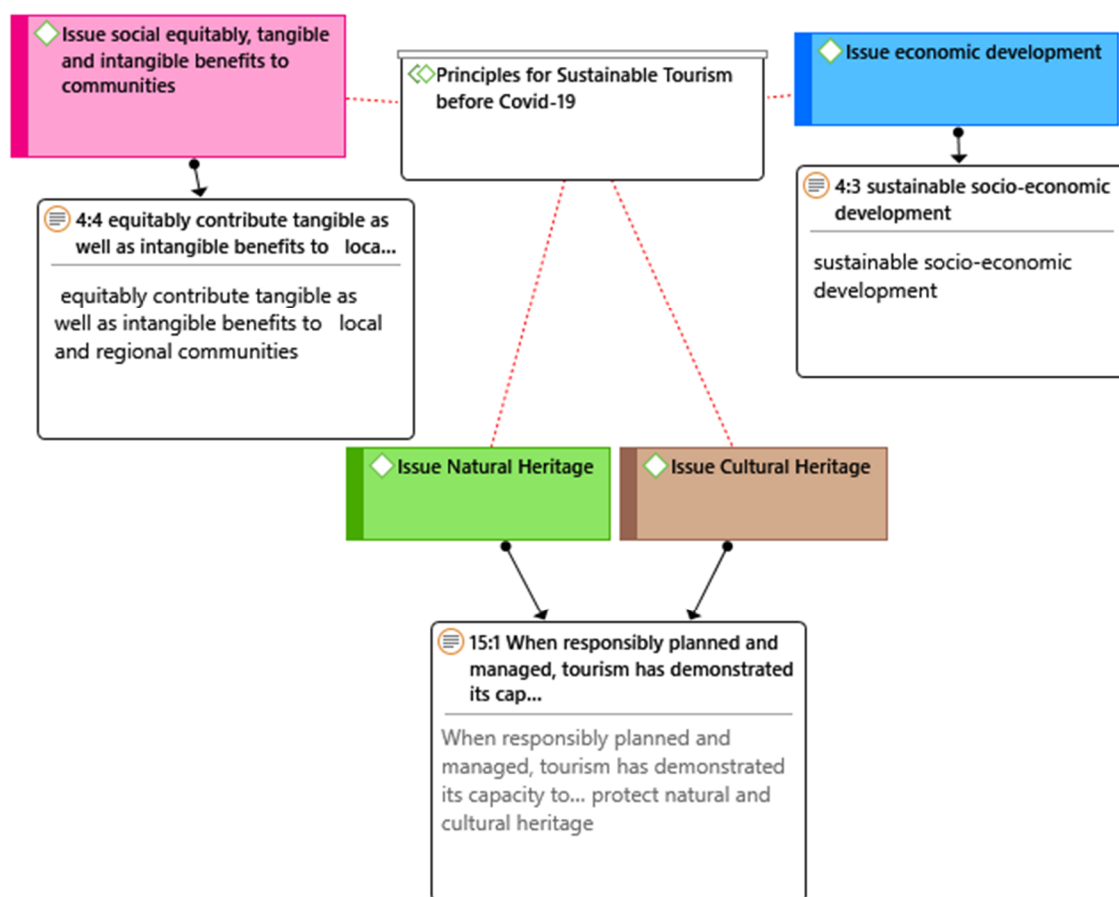 Issue social equitably, tangible
and intangible benefits to
communities
Principles for Sustainable Tourism
before Covid-19
Issue economic development
4:4 equitably contribute tangible as
well as intangible benefits to   loca...
equitably contribute tangible as
well as intangible benefits to   local
and regional communities
4:3 sustainable socio-economic
development
sustainable socio-economic
development
Issue Natural Heritage
Issue Cultural Heritage
15:1 When responsibly planned and
managed, tourism has demonstrated
its cap...
When responsibly planned and
managed, tourism has demonstrated
its capacity to... protect natural and
cultural heritage